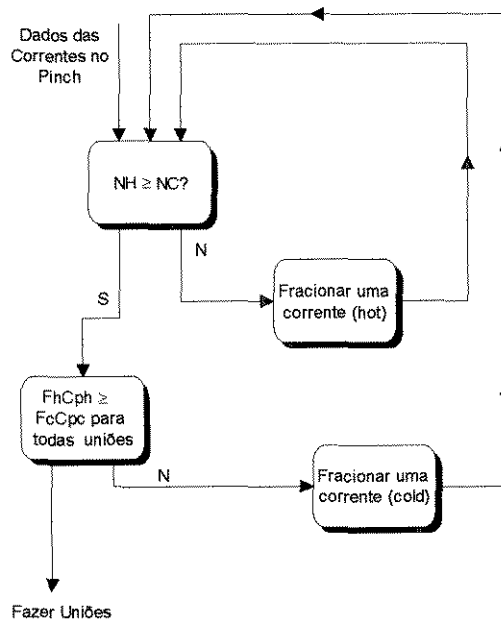 Dados das
Correntes no
Pinch
NH ≥ NC?
N
S
Fracionar uma
corrente (hot)
FhCph ≥
FcCpc para
todas uniões
N
Fracionar uma
corrente (cold)
Fazer Uniões